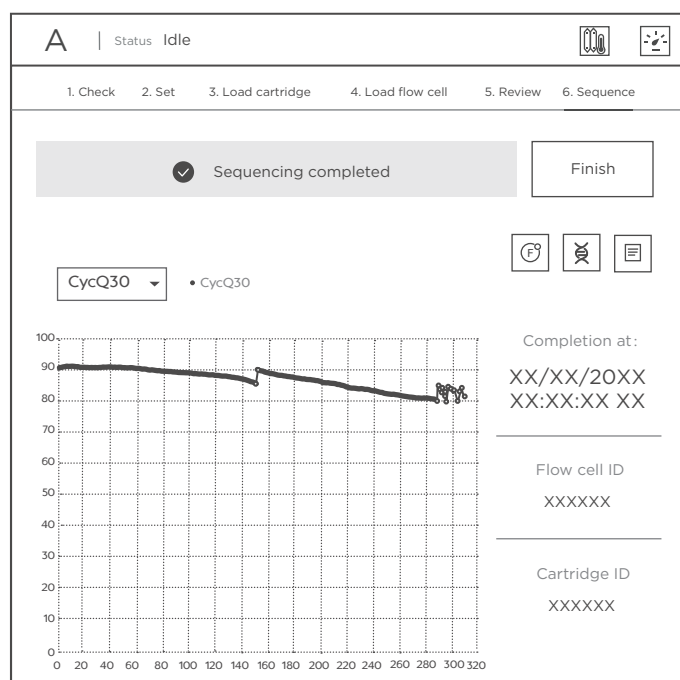 A | Status Idle
1. Check 2. Set 3. Load cartridge 4. Load flow cell 5. Review 6. Sequence
Sequencing completed
Finish
F
CycQ30
CycQ30
Completion at:
XX/XX/20XX
XX:XX:XX XX
Flow cell ID
XXXXXX
Cartridge ID
XXXXXX
100
90
80
70
60
50
40
30
20
10
0
0 20 40 60 80 100 120 140 160 180 200 220 240 260 280 300 320